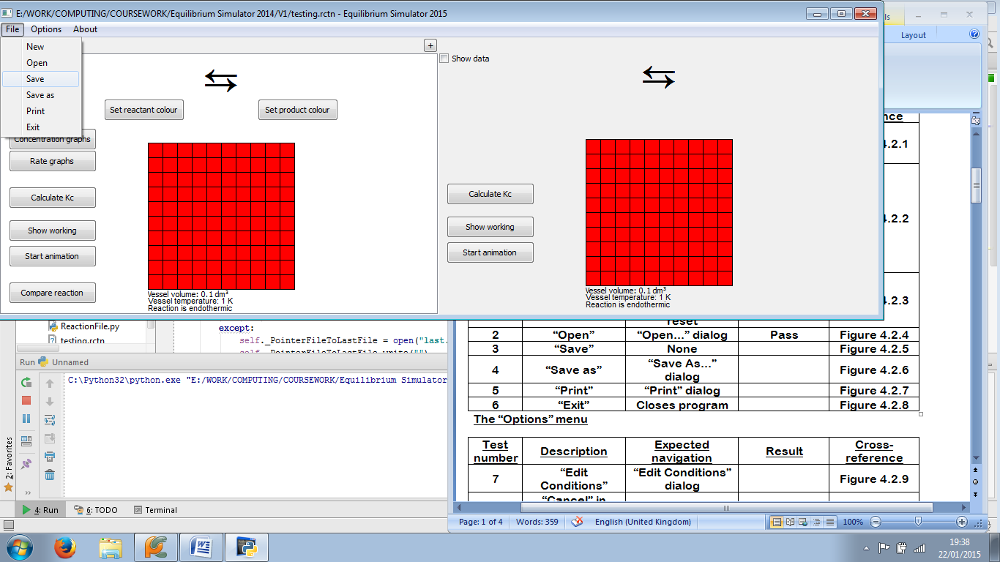 E:/WORK/COMPUTING/COURSEWORK/Equilibrium Simulator 2014/V1/testing.rctn - Equilibrium Simulator 2015
File Options About
New
Open
Save
Save as
Print
Exit
+
Show data
⇆
⇆
Set reactant colour
Set product colour
Concentration graphs
Rate graphs
Calculate Kc
Show working
Start animation
Compare reaction
Vessel volume: 0.1 dm³
Vessel temperature: 1 K
Reaction is endothermic
Calculate Kc
Show working
Start animation
Vessel volume: 0.1 dm³
Vessel temperature: 1 K
Reaction is endothermic
Layout
4.2.1
4.2.2
4.2.3
reset
2 “Open” “Open…” dialog Pass Figure 4.2.4
3 “Save” None Figure 4.2.5
4 “Save as” “Save As…” dialog Figure 4.2.6
5 “Print” “Print” dialog Figure 4.2.7
6 “Exit” Closes program Figure 4.2.8
The “Options” menu
Test number Description Expected navigation Result Cross-reference
7 “Edit Conditions” “Edit Conditions” dialog Figure 4.2.9
“Cancel” in
Page: 1 of 4 Words: 359 English (United Kingdom) 100%
ReactionFile.py
testing.rctn
except:
self._PointerFileToLastFile = open("last.
self._PointerFileToLastFile.write("")
Run Unnamed
C:\Python32\python.exe "E:/WORK/COMPUTING/COURSEWORK/Equilibrium Simulator
2: Favorites
4: Run 6: TODO Terminal
19:38
22/01/2015